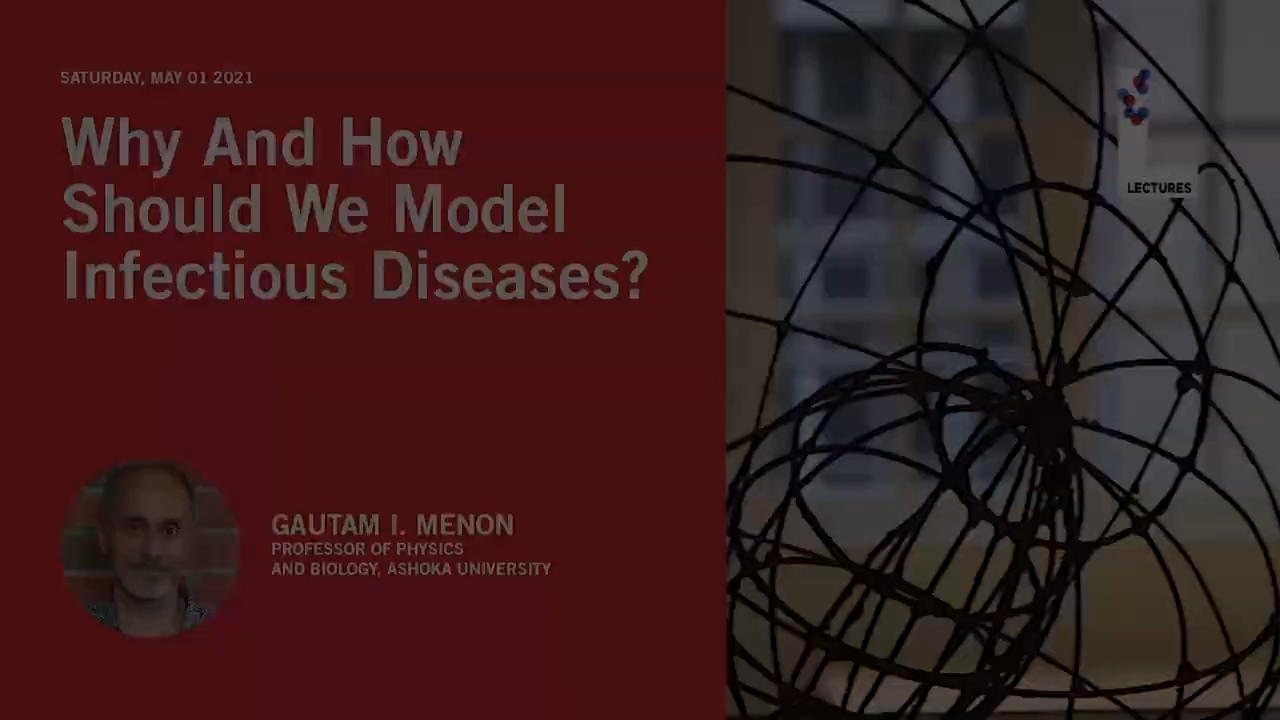 SATURDAY, MAY 01 2021
Why And How
Should We Model
Infectious Diseases?
LECTURES
GAUTAM I. MENON
PROFESSOR OF PHYSICS
AND BIOLOGY, ASHOKA UNIVERSITY